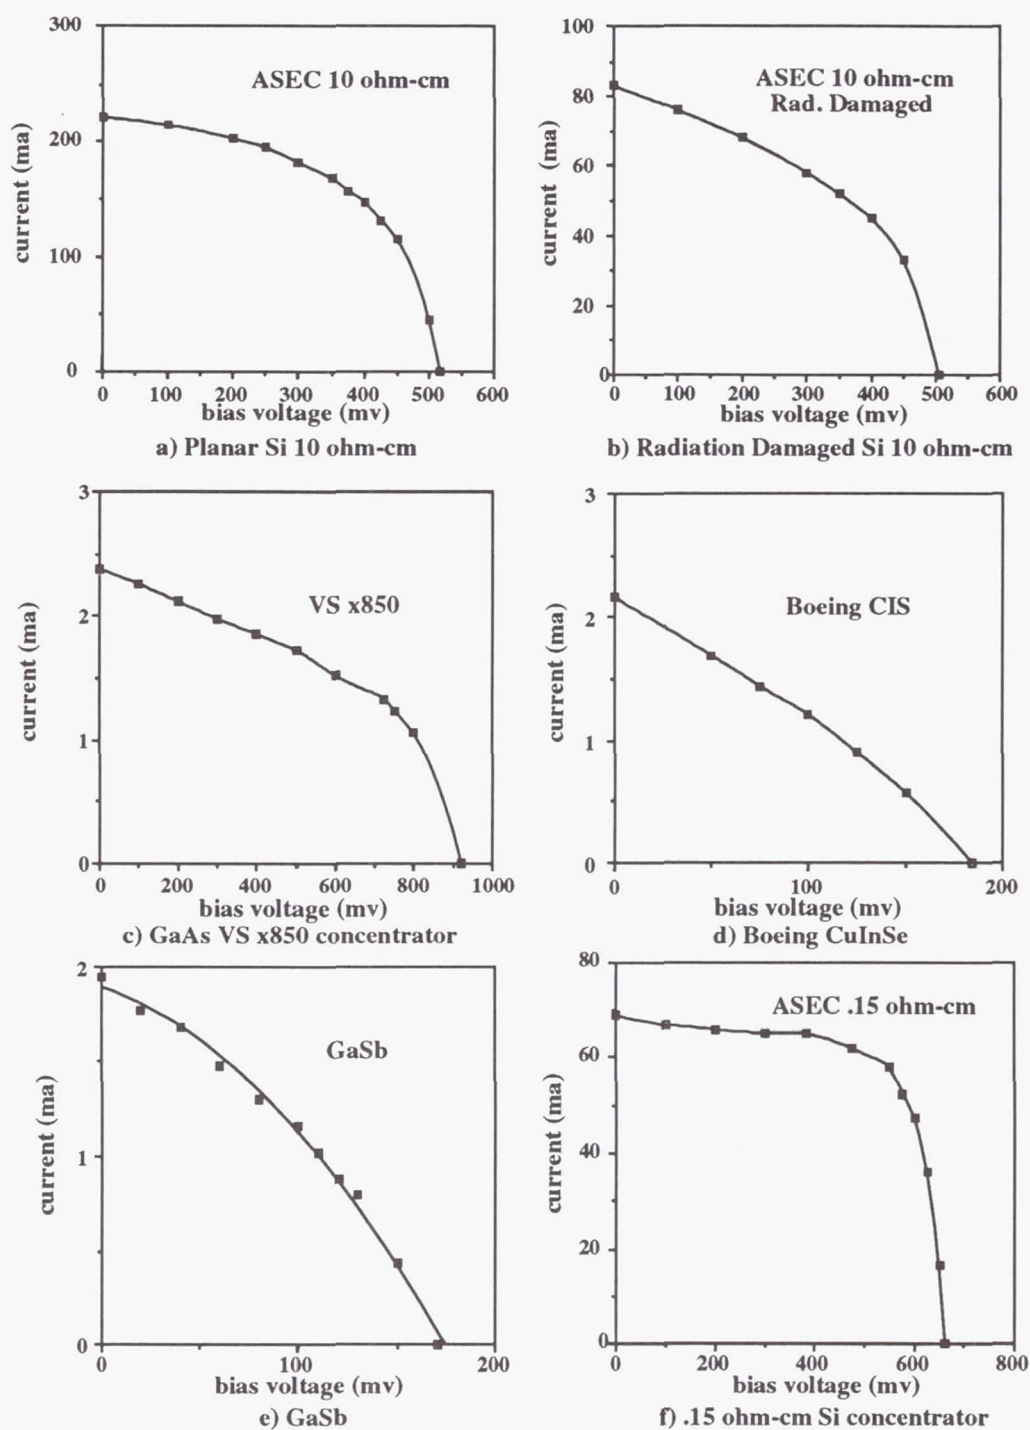 300
200
100
0
current (ma)
ASEC 10 ohm-cm
0 100 200 300 400 500 600
bias voltage (mv)
a) Planar Si 10 ohm-cm
100
80
60
40
20
0
current (ma)
ASEC 10 ohm-cm
Rad. Damaged
0 100 200 300 400 500 600
bias voltage (mv)
b) Radiation Damaged Si 10 ohm-cm
3
2
1
0
current (ma)
VS x850
0 200 400 600 800 1000
bias voltage (mv)
c) GaAs VS x850 concentrator
3
2
1
0
current (ma)
Boeing CIS
0 100 200
bias voltage (mv)
d) Boeing CuInSe
2
1
0
current (ma)
GaSb
0 100 200
bias voltage (mv)
e) GaSb
80
60
40
20
0
current (ma)
ASEC .15 ohm-cm
0 200 400 600 800
bias voltage (mv)
f) .15 ohm-cm Si concentrator